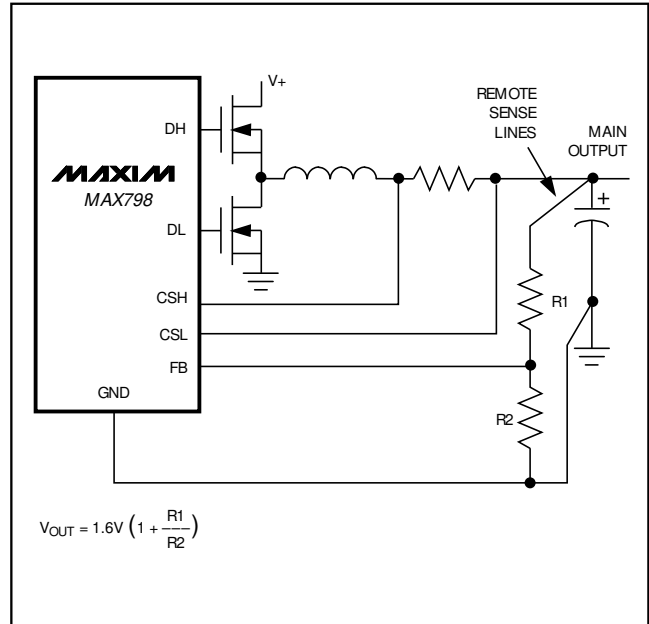 V+
REMOTE
SENSE
LINES
MAIN
OUTPUT
DH
MAXIM
MAX798
DL
+
CSH
R1
CSL
FB
GND
R2
VOUT = 1.6V (1 + R1/R2)